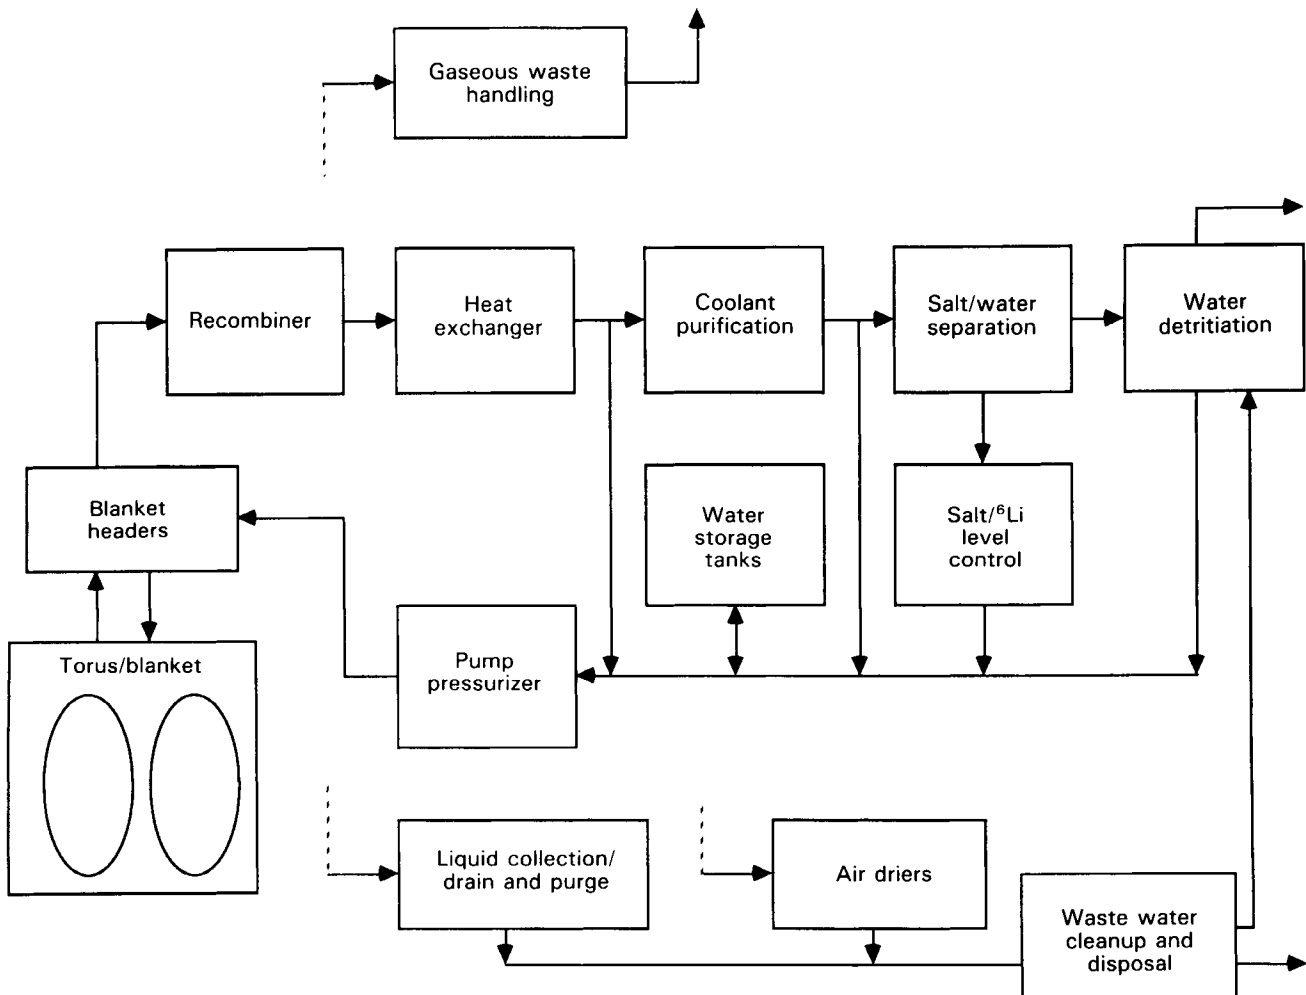 Gaseous waste
handling
Recombiner
Heat
exchanger
Coolant
purification
Salt/water
separation
Water
detritiation
Blanket
headers
Water
storage
tanks
Salt/⁶Li
level
control
Torus/blanket
Pump
pressurizer
Liquid collection/
drain and purge
Air driers
Waste water
cleanup and
disposal